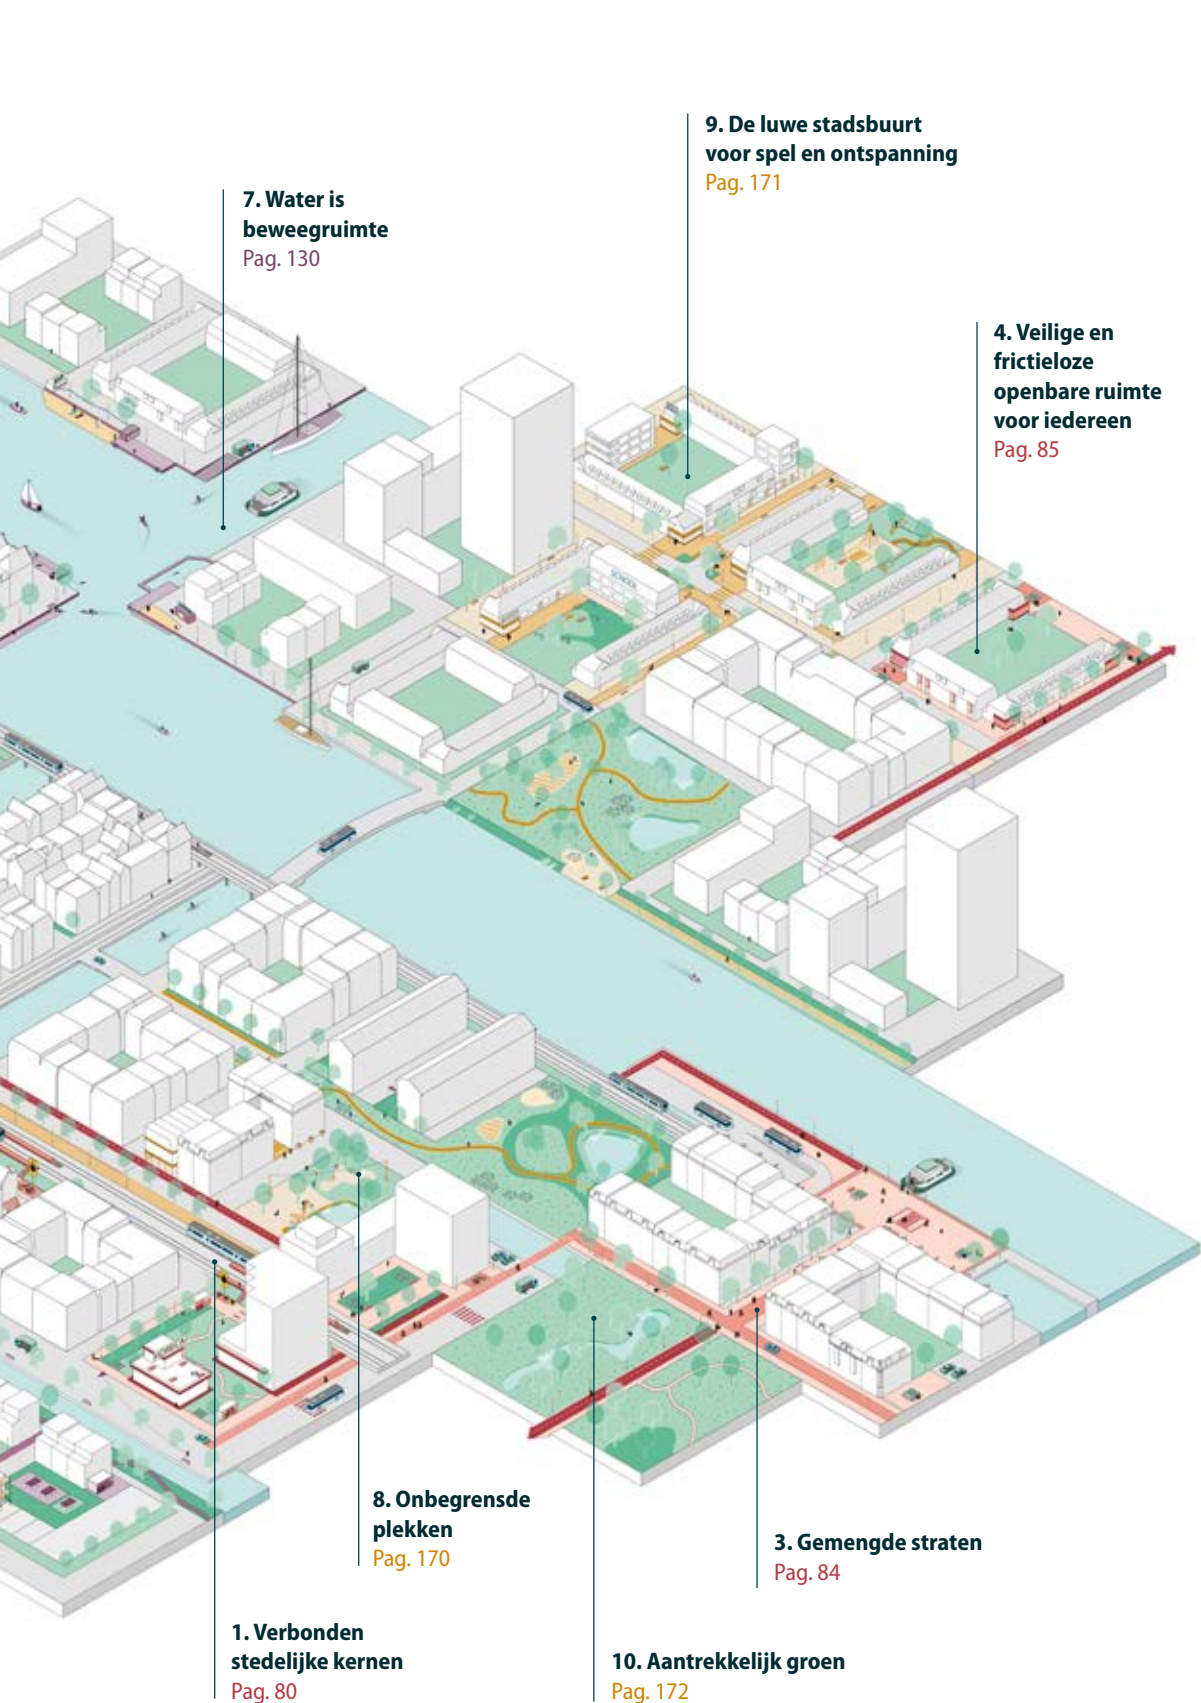 9. De luwe stadsbuurt
voor spel en ontspanning
Pag. 171
7. Water is
beweegruimte
Pag. 130
4. Veilige en
frictieloze
openbare ruimte
voor iedereen
Pag. 85
SCHOOL
8. Onbegrensde
plekken
Pag. 170
3. Gemengde straten
Pag. 84
1. Verbonden
stedelijke kernen
Pag. 80
10. Aantrekkelijk groen
Pag. 172